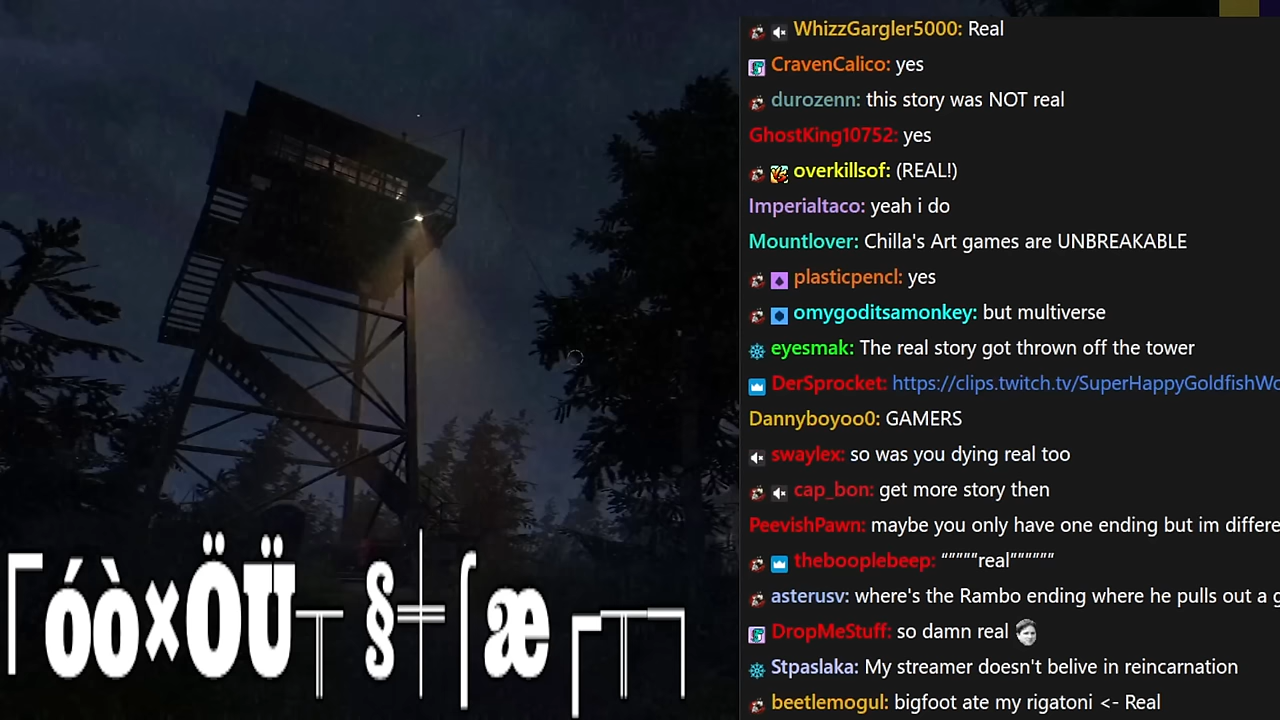 WhizzGargler5000: Real
CravenCalico: yes
durozenn: this story was NOT real
GhostKing10752: yes
overkillsof: (REAL!)
Imperialtaco: yeah i do
Mountlover: Chilla's Art games are UNBREAKABLE
plasticpencl: yes
omygoditsamonkey: but multiverse
eyesmak: The real story got thrown off the tower
DerSprocket: https://clips.twitch.tv/SuperHappyGoldfishWo
Dannyboyoo0: GAMERS
swaylex: so was you dying real too
cap_bon: get more story then
PeevishPawn: maybe you only have one ending but im differe
thebooplebeep: “”“”“real”“”“”“
asterusv: where's the Rambo ending where he pulls out a g
DropMeStuff: so damn real
Stpaslaka: My streamer doesn't belive in reincarnation
beetlemogul: bigfoot ate my rigatoni <- Real
⌈óò×ÖÜ╥ §╪⌠æ╒╥┐